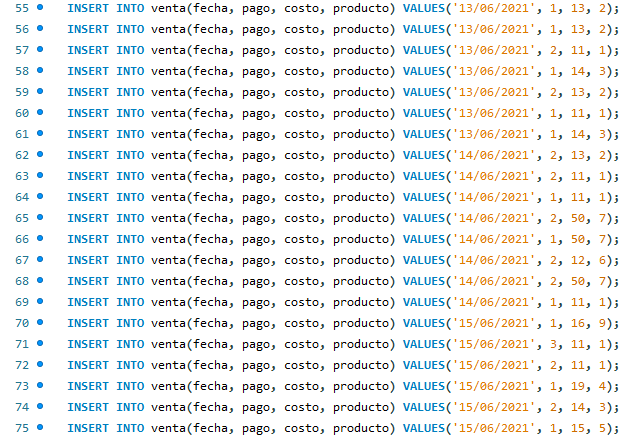 55 INSERT INTO venta(fecha, pago, costo, producto) VALUES('13/06/2021', 1, 13, 2);
56 INSERT INTO venta(fecha, pago, costo, producto) VALUES('13/06/2021', 1, 13, 2);
57 INSERT INTO venta(fecha, pago, costo, producto) VALUES('13/06/2021', 2, 11, 1);
58 INSERT INTO venta(fecha, pago, costo, producto) VALUES('13/06/2021', 1, 14, 3);
59 INSERT INTO venta(fecha, pago, costo, producto) VALUES('13/06/2021', 2, 13, 2);
60 INSERT INTO venta(fecha, pago, costo, producto) VALUES('13/06/2021', 1, 11, 1);
61 INSERT INTO venta(fecha, pago, costo, producto) VALUES('13/06/2021', 1, 14, 3);
62 INSERT INTO venta(fecha, pago, costo, producto) VALUES('14/06/2021', 2, 13, 2);
63 INSERT INTO venta(fecha, pago, costo, producto) VALUES('14/06/2021', 2, 11, 1);
64 INSERT INTO venta(fecha, pago, costo, producto) VALUES('14/06/2021', 1, 11, 1);
65 INSERT INTO venta(fecha, pago, costo, producto) VALUES('14/06/2021', 2, 50, 7);
66 INSERT INTO venta(fecha, pago, costo, producto) VALUES('14/06/2021', 1, 50, 7);
67 INSERT INTO venta(fecha, pago, costo, producto) VALUES('14/06/2021', 2, 12, 6);
68 INSERT INTO venta(fecha, pago, costo, producto) VALUES('14/06/2021', 2, 50, 7);
69 INSERT INTO venta(fecha, pago, costo, producto) VALUES('14/06/2021', 1, 11, 1);
70 INSERT INTO venta(fecha, pago, costo, producto) VALUES('15/06/2021', 1, 16, 9);
71 INSERT INTO venta(fecha, pago, costo, producto) VALUES('15/06/2021', 3, 11, 1);
72 INSERT INTO venta(fecha, pago, costo, producto) VALUES('15/06/2021', 2, 11, 1);
73 INSERT INTO venta(fecha, pago, costo, producto) VALUES('15/06/2021', 1, 19, 4);
74 INSERT INTO venta(fecha, pago, costo, producto) VALUES('15/06/2021', 2, 14, 3);
75 INSERT INTO venta(fecha, pago, costo, producto) VALUES('15/06/2021', 1, 15, 5);